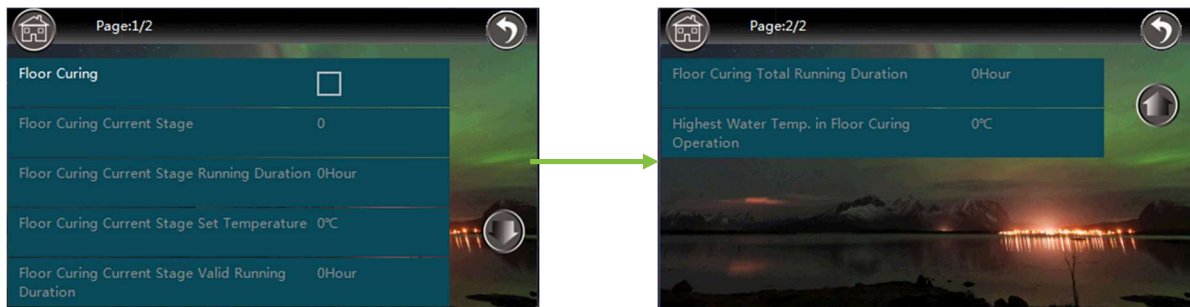 Page:1/2
Floor Curing
Floor Curing Current Stage 0
Floor Curing Current Stage Running Duration 0Hour
Floor Curing Current Stage Set Temperature 0℃
Floor Curing Current Stage Valid Running 0Hour
Duration
Page:2/2
Floor Curing Total Running Duration 0Hour
Highest Water Temp. in Floor Curing 0℃
Operation